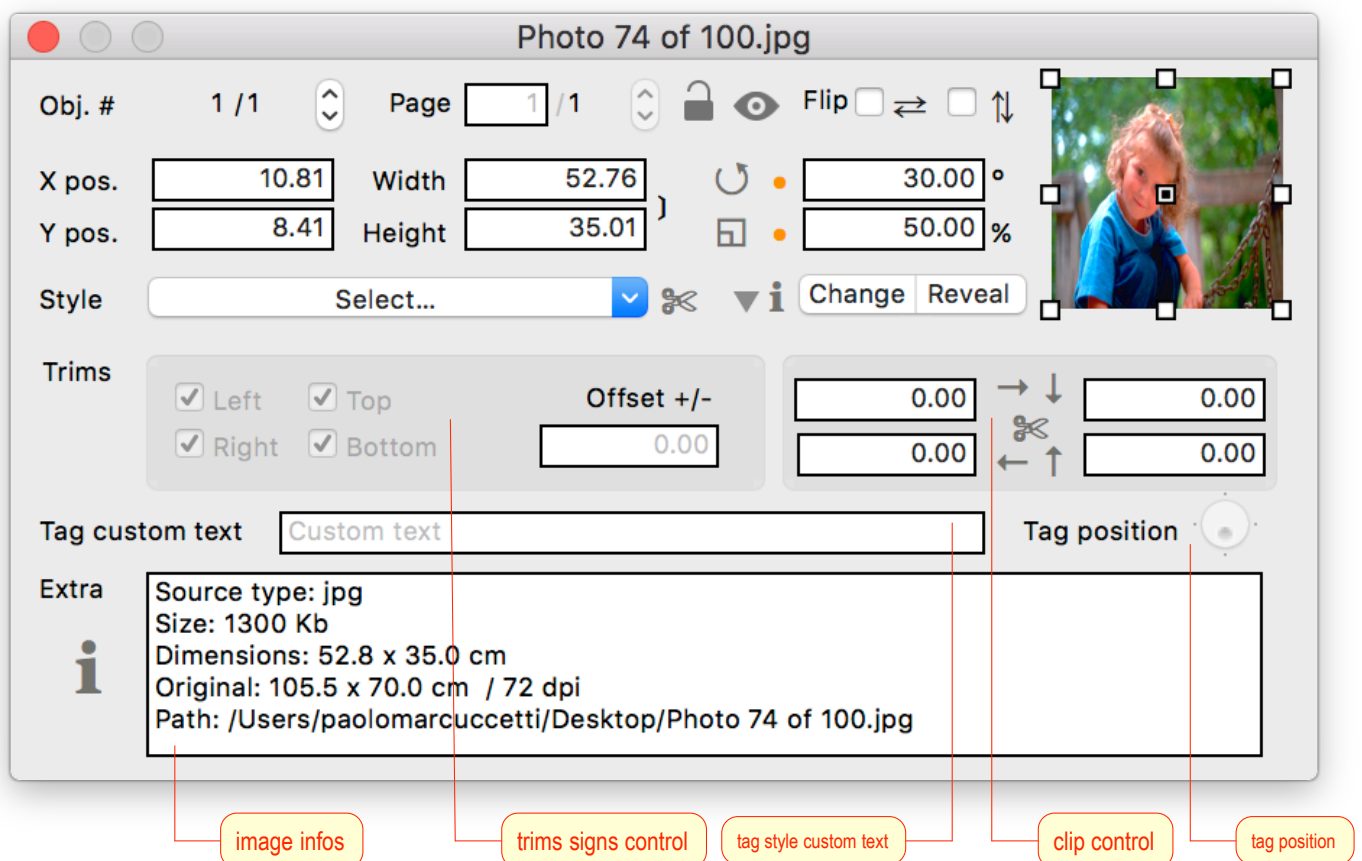 Photo 74 of 100.jpg
Obj. # 1 /1 Page 1 / 1 Flip
X pos. 10.81 Width 52.76 30.00 °
Y pos. 8.41 Height 35.01 50.00 %
Style Select... Change Reveal
Trims
Left Top Offset +/- 0.00 0.00
Right Bottom 0.00 0.00 0.00
Tag custom text Custom text Tag position
Extra Source type: jpg
Size: 1300 Kb
Dimensions: 52.8 x 35.0 cm
Original: 105.5 x 70.0 cm / 72 dpi
Path: /Users/paolomarcuccetti/Desktop/Photo 74 of 100.jpg
image infos trims signs control tag style custom text clip control tag position